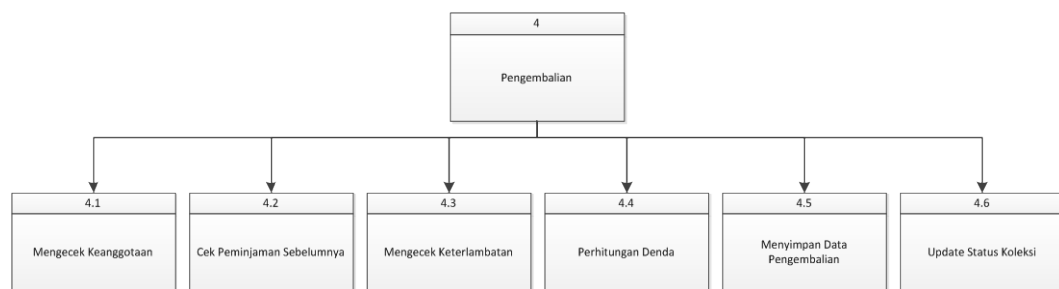 4
Pengembalian
4.1
4.2
4.3
4.4
4.5
4.6
Mengecek Keanggotaan
Cek Peminjaman Sebelumnya
Mengecek Keterlambatan
Perhitungan Denda
Menyimpan Data
Pengembalian
Update Status Koleksi